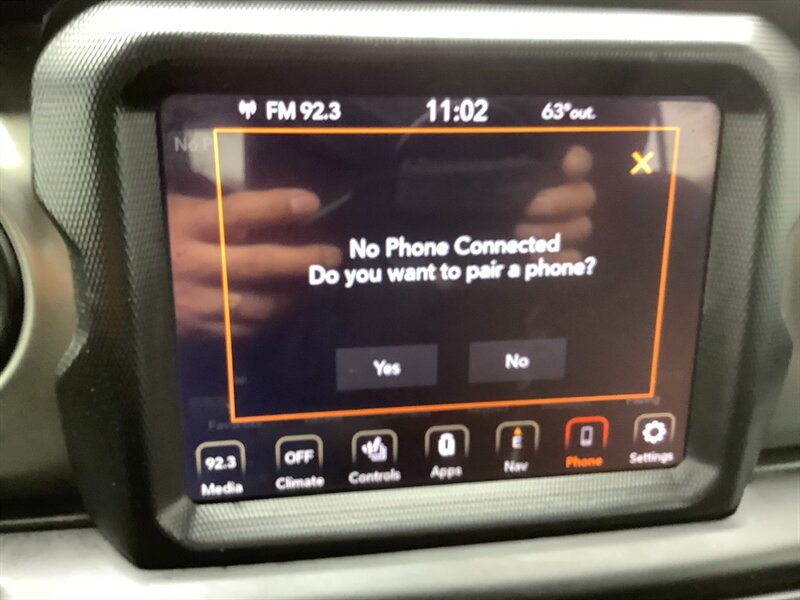 FM 92.3 11:02 63° out.
No Phone Connected
Do you want to pair a phone?
Yes No
92.3 OFF
Media Climate Controls Apps Nav Phone Settings